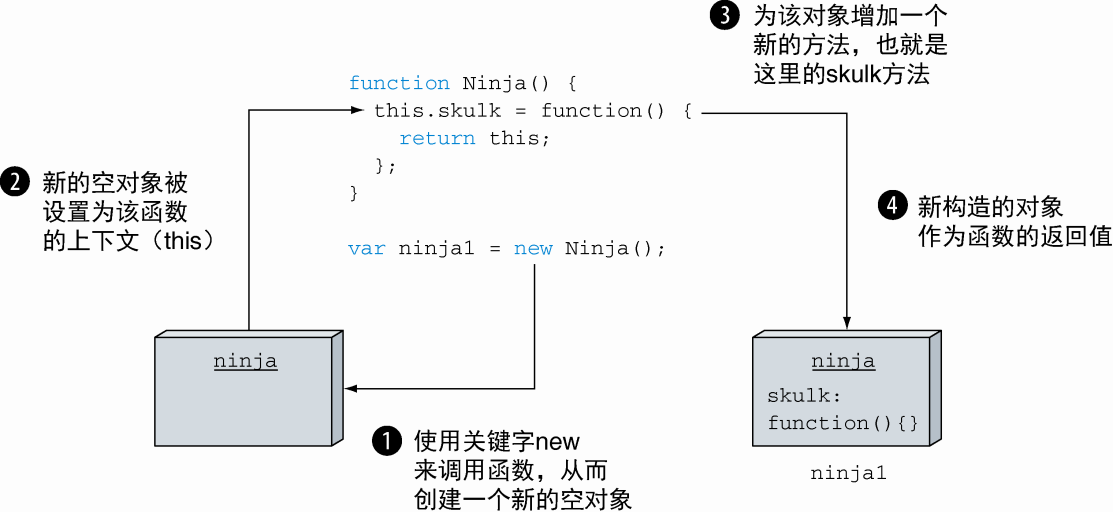 ❸ 为该对象增加一个
新的方法，也就是
这里的skulk方法
function Ninja() {
  this.skulk = function() {
    return this;
  };
}
❷ 新的空对象被
设置为该函数
的上下文（this）
❹ 新构造的对象
作为函数的返回值
var ninja1 = new Ninja();
ninja
ninja
skulk:
function(){}
❶ 使用关键字new
来调用函数，从而
创建一个新的空对象
ninja1